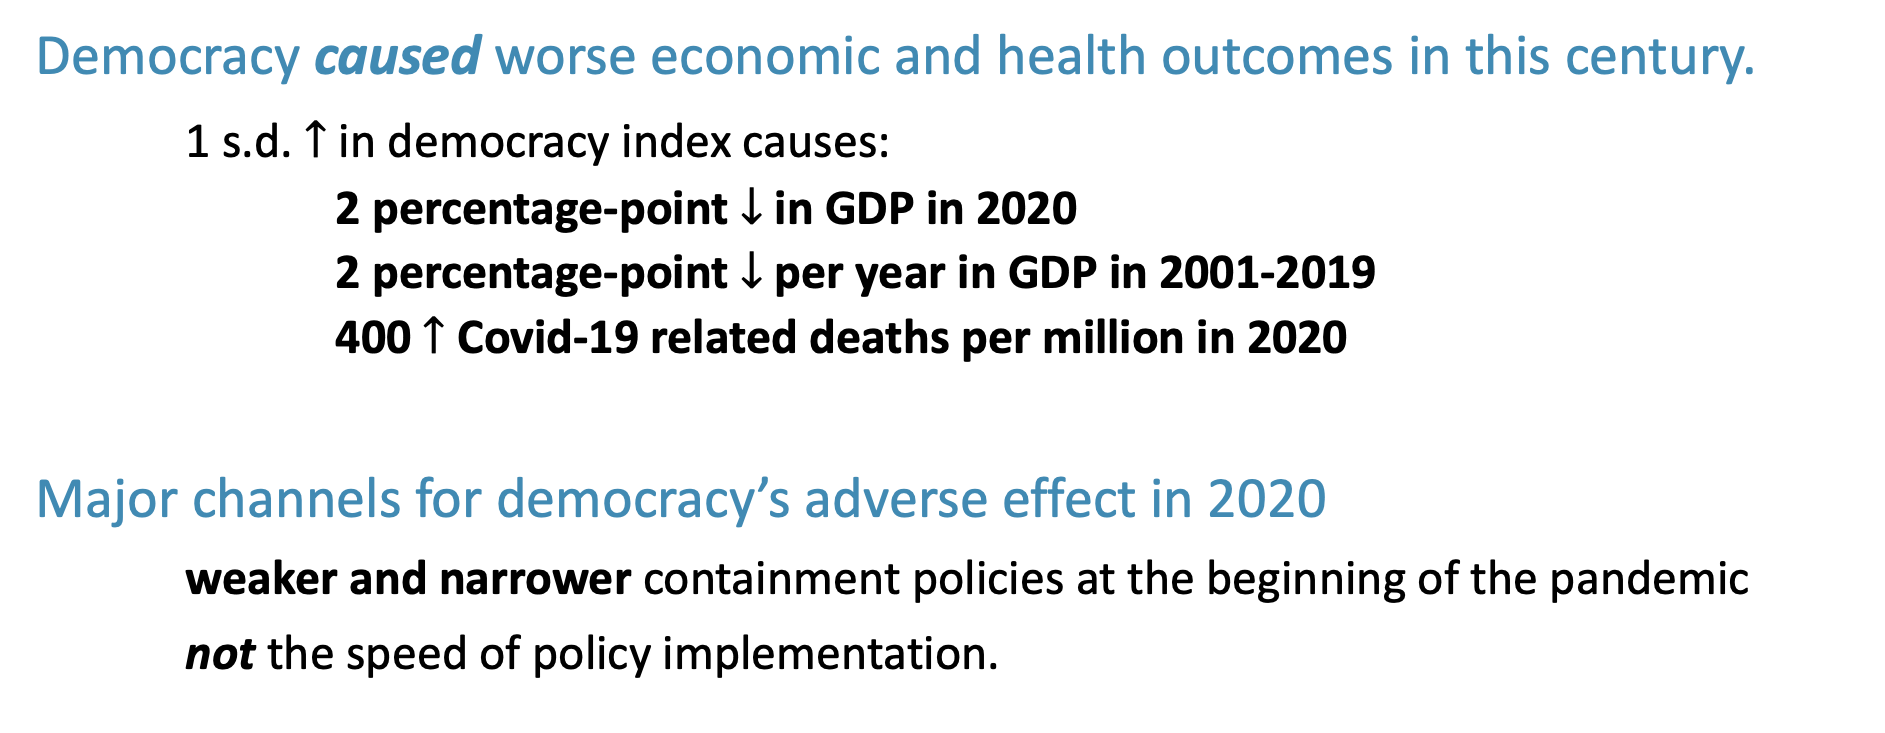 Democracy caused worse economic and health outcomes in this century.
1 s.d. ↑ in democracy index causes:
2 percentage-point ↓ in GDP in 2020
2 percentage-point ↓ per year in GDP in 2001-2019
400 ↑ Covid-19 related deaths per million in 2020
Major channels for democracy’s adverse effect in 2020
weaker and narrower containment policies at the beginning of the pandemic
not the speed of policy implementation.